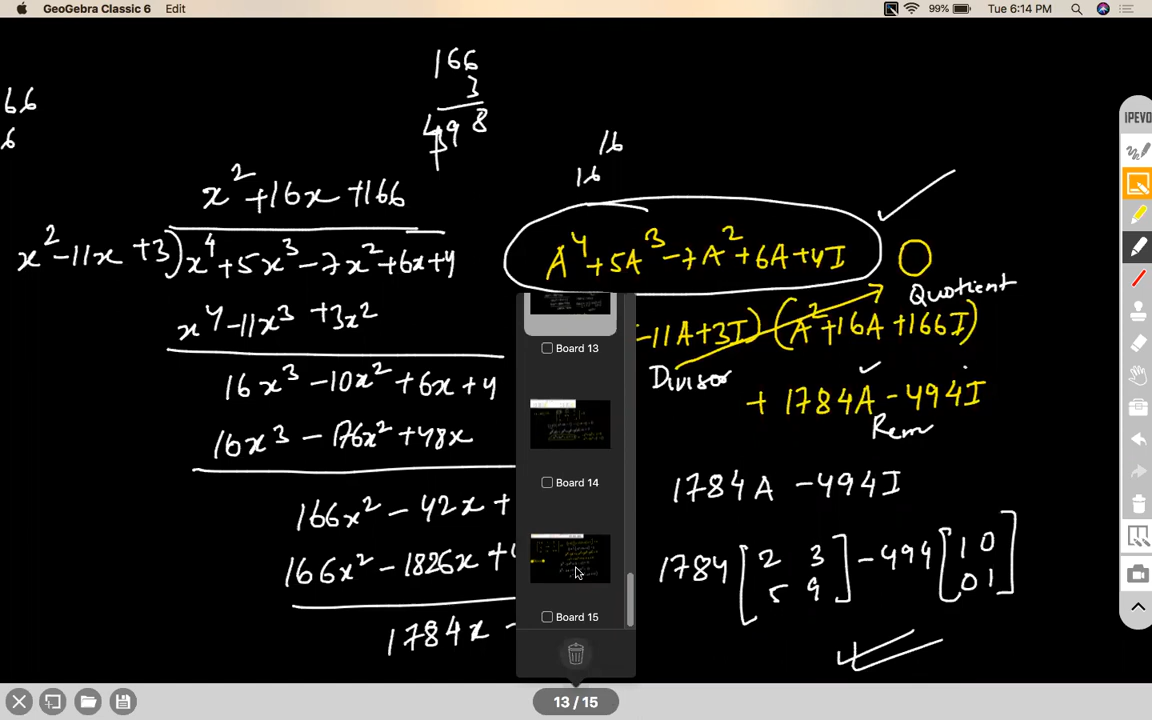 GeoGebra Classic 6 Edit 99% Tue 6:14 PM
166
3
498
66
6
16
16
x² +16x +166
x² -11x +3) x⁴ +5x³ -7x² +6x +4
x⁴ -11x³ +3x²
16x³ -10x² +6x +4
16x³ - 176x² +48x
166x² - 42x +
166x² - 1826x +
1784x -
A⁴ +5A³ -7A² +6A +4I
Quotient
-11A +3I) (A² +16A +166I)
Divisor
+ 1784A - 494I
Rem
1784A - 494I
1784 [2 3 - 494 [1 0
5 9] 0 1]
Board 13
Board 14
Board 15
13 / 15
IPEVO